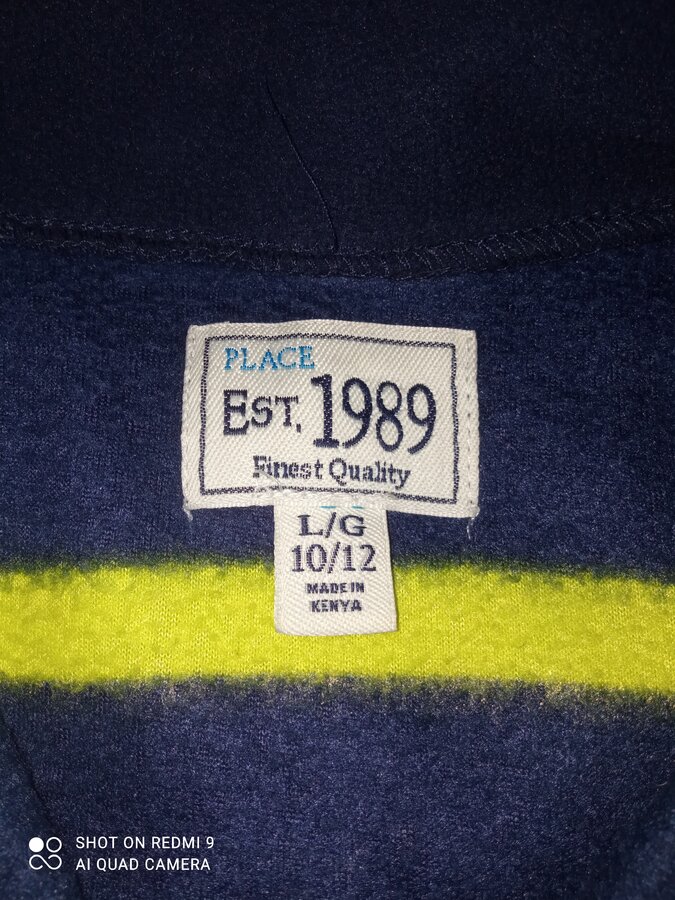 PLACE
EST. 1989
Finest Quality
L/G
10/12
MADE IN
KENYA
SHOT ON REDMI 9
AI QUAD CAMERA